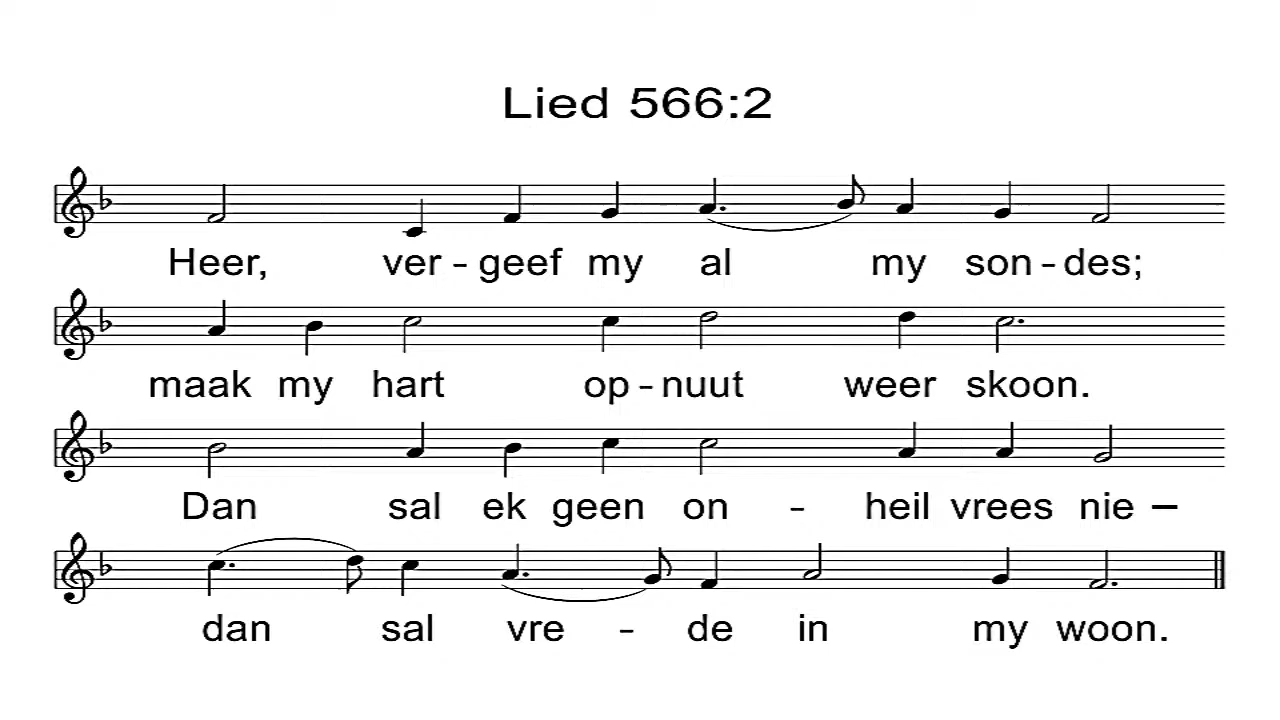 Lied 566:2
Heer, ver-geef my al my son-des;
maak my hart op-nuut weer skoon.
Dan sal ek geen on - heil vrees nie –
dan sal vre - de in my woon.